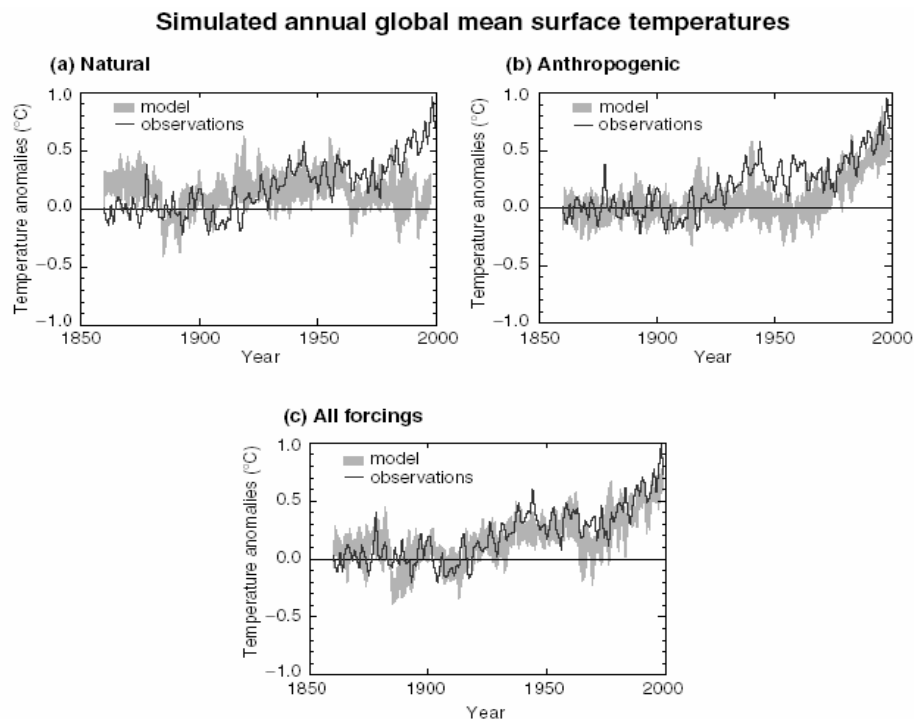 Simulated annual global mean surface temperatures
(a) Natural
Temperature anomalies (°C)
1.0
0.5
0.0
−0.5
−1.0
model
observations
1850
1900
1950
2000
Year
(b) Anthropogenic
Temperature anomalies (°C)
1.0
0.5
0.0
−0.5
−1.0
model
observations
1850
1900
1950
2000
Year
(c) All forcings
Temperature anomalies (°C)
1.0
0.5
0.0
−0.5
−1.0
model
observations
1850
1900
1950
2000
Year